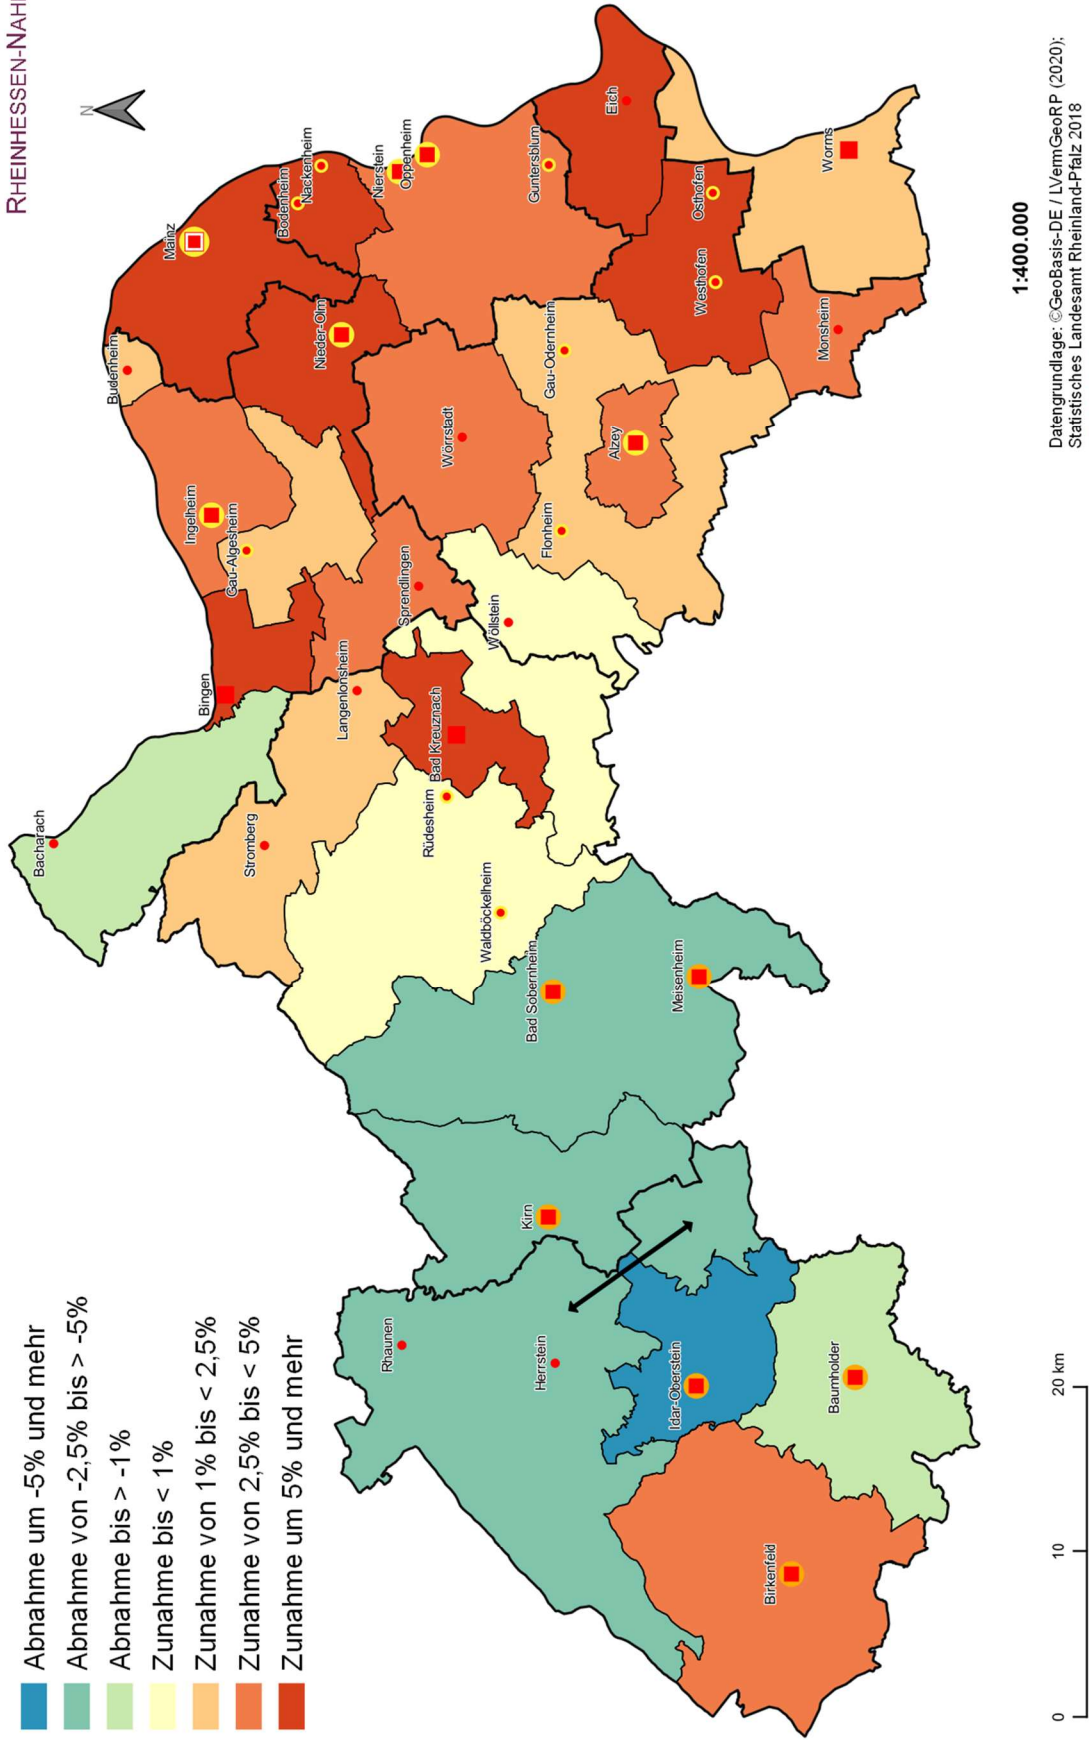 RHEINHESSEN-NAH
Abnahme um -5% und mehr
Abnahme von -2,5% bis > -5%
Abnahme bis > -1%
Zunahme bis < 1%
Zunahme von 1% bis < 2,5%
Zunahme von 2,5% bis < 5%
Zunahme um 5% und mehr
N
Bacharach
Bingen
Mainz
Budenheim
Ingelheim
Gau-Algesheim
Bodenheim
Nackenheim
Nieder-Olm
Nierstein
Oppenheim
Stromberg
Langenlonsheim
Sprendlingen
Wörrstadt
Guntersblum
Eich
Rhaunen
Rüdesheim
Bad Kreuznach
Wöllstein
Waldböckelheim
Flonheim
Gau-Odernheim
Alzey
Osthofen
Westhofen
Worms
Monsheim
Kirn
Bad Sobernheim
Meisenheim
Herrstein
Idar-Oberstein
Birkenfeld
Baumholder
0
10
20 km
1:400.000
Datengrundlage: ©GeoBasis-DE / LVermGeoRP (2020);
Statistisches Landesamt Rheinland-Pfalz 2018